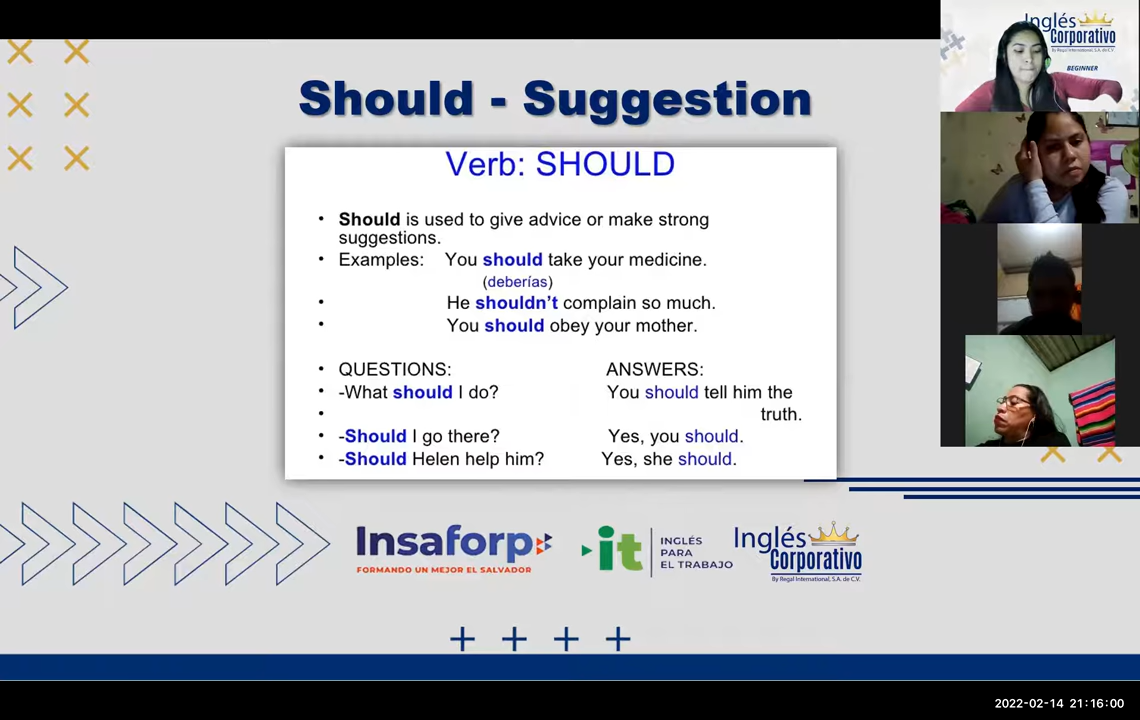 Should - Suggestion
Verb: SHOULD
• Should is used to give advice or make strong
suggestions.
• Examples: You should take your medicine.
(deberías)
• He shouldn't complain so much.
• You should obey your mother.
• QUESTIONS: ANSWERS:
• -What should I do? You should tell him the
• truth.
• -Should I go there? Yes, you should.
• -Should Helen help him? Yes, she should.
Insaforp
FORMANDO UN MEJOR EL SALVADOR
it
INGLÉS
PARA
EL TRABAJO
Inglés
Corporativo
By Regal International, S.A. de C.V.
Inglés
Corporativo
By Regal International, S.A. de C.V.
BEGINNER
2022-02-14 21:16:00